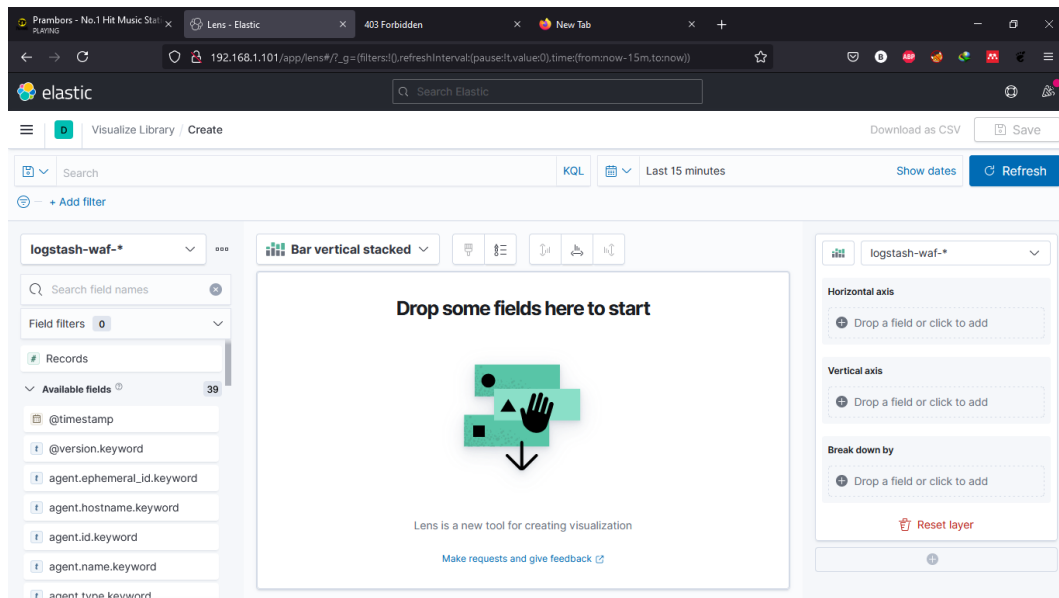 Prambors - No.1 Hit Music Stati
PLAYING
Lens - Elastic
403 Forbidden
New Tab
192.168.1.101/app/lens#/?_g=(filters:!(),refreshInterval:(pause:!t,value:0),time:(from:now-15m,to:now))
B
ABP
elastic
Search Elastic
D
Visualize Library / Create
Download as CSV
Save
Search
KQL
Last 15 minutes
Show dates
Refresh
+ Add filter
logstash-waf-*
Bar vertical stacked
logstash-waf-*
Search field names
Field filters 0
# Records
Available fields 39
@timestamp
t @version.keyword
t agent.ephemeral_id.keyword
t agent.hostname.keyword
t agent.id.keyword
t agent.name.keyword
t agent.type.keyword
Drop some fields here to start
Lens is a new tool for creating visualization
Make requests and give feedback
Horizontal axis
Drop a field or click to add
Vertical axis
Drop a field or click to add
Break down by
Drop a field or click to add
Reset layer